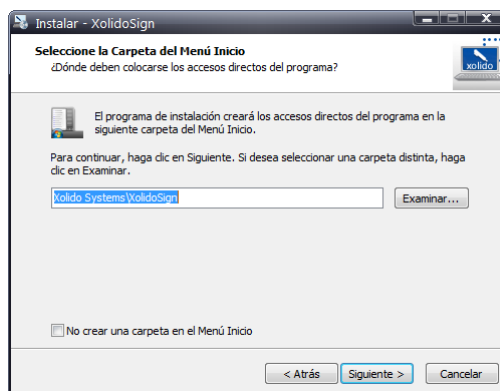 Instalar - XolidoSign
Seleccione la Carpeta del Menú Inicio
¿Dónde deben colocarse los accesos directos del programa?
xolido
El programa de instalación creará los accesos directos del programa en la
siguiente carpeta del Menú Inicio.
Para continuar, haga clic en Siguiente. Si desea seleccionar una carpeta distinta, haga
clic en Examinar.
Xolido Systems\XolidoSign
Examinar...
No crear una carpeta en el Menú Inicio
< Atrás
Siguiente >
Cancelar